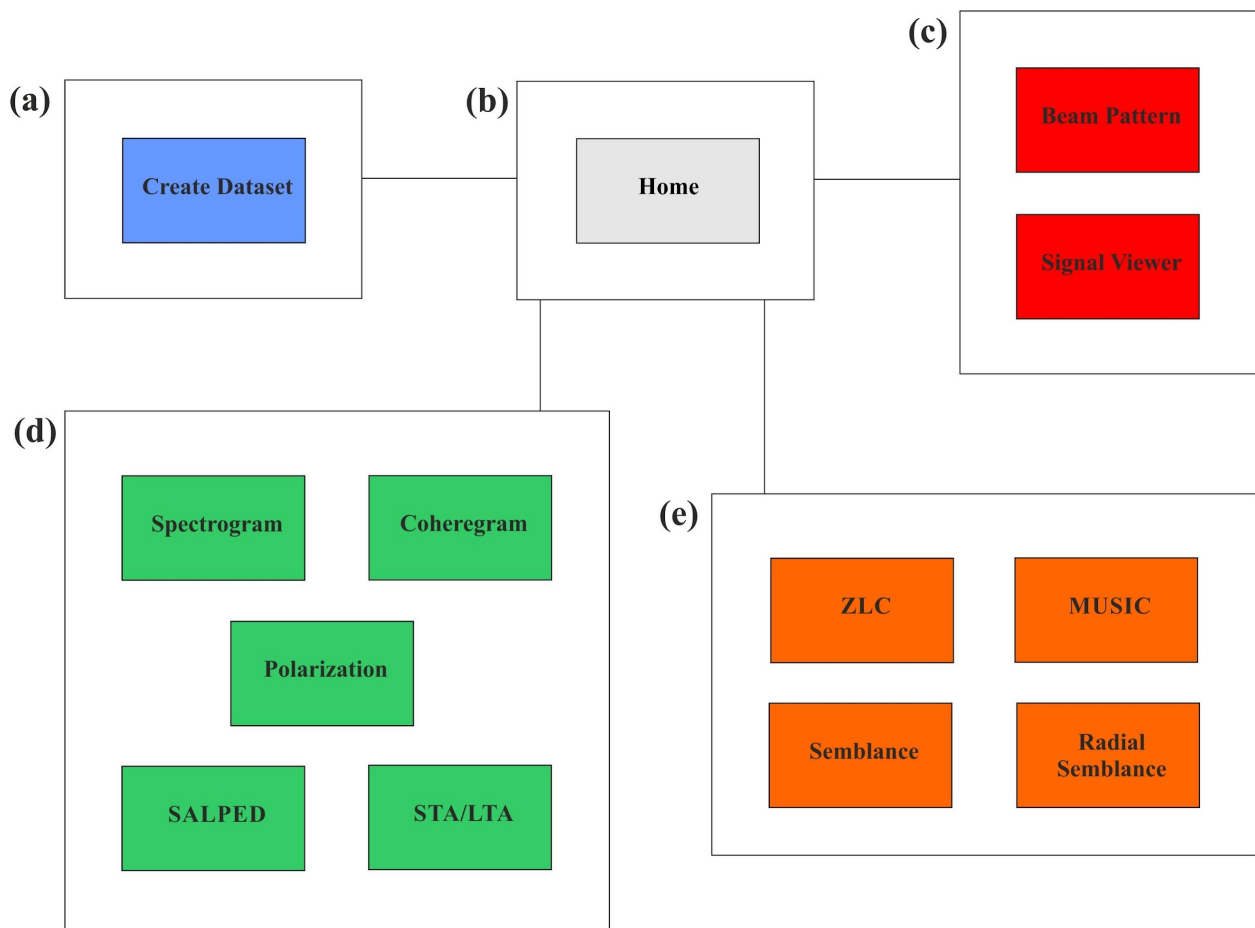 (a)
Create Dataset
(b)
Home
(c)
Beam Pattern
Signal Viewer
(d)
Spectrogram
Coheregram
Polarization
SALPED
STA/LTA
(e)
ZLC
MUSIC
Semblance
Radial
Semblance